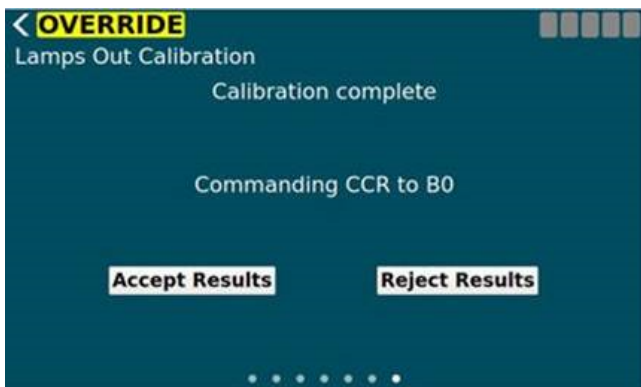 OVERRIDE
Lamps Out Calibration
Calibration complete
Commanding CCR to B0
Accept Results Reject Results